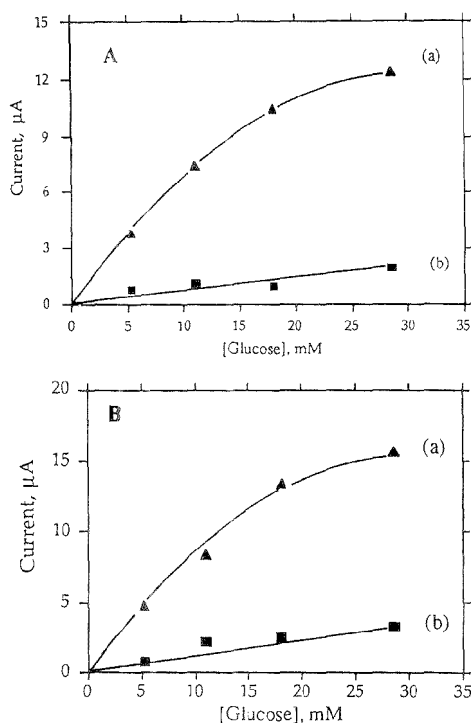 15
A
(a)
12
9
Current, μA
6
3
(b)
0
0 5 10 15 20 25 30 35
[Glucose], mM
20
B
(a)
15
Current, μA
10
5
(b)
0
0 5 10 15 20 25 30 35
[Glucose], mM